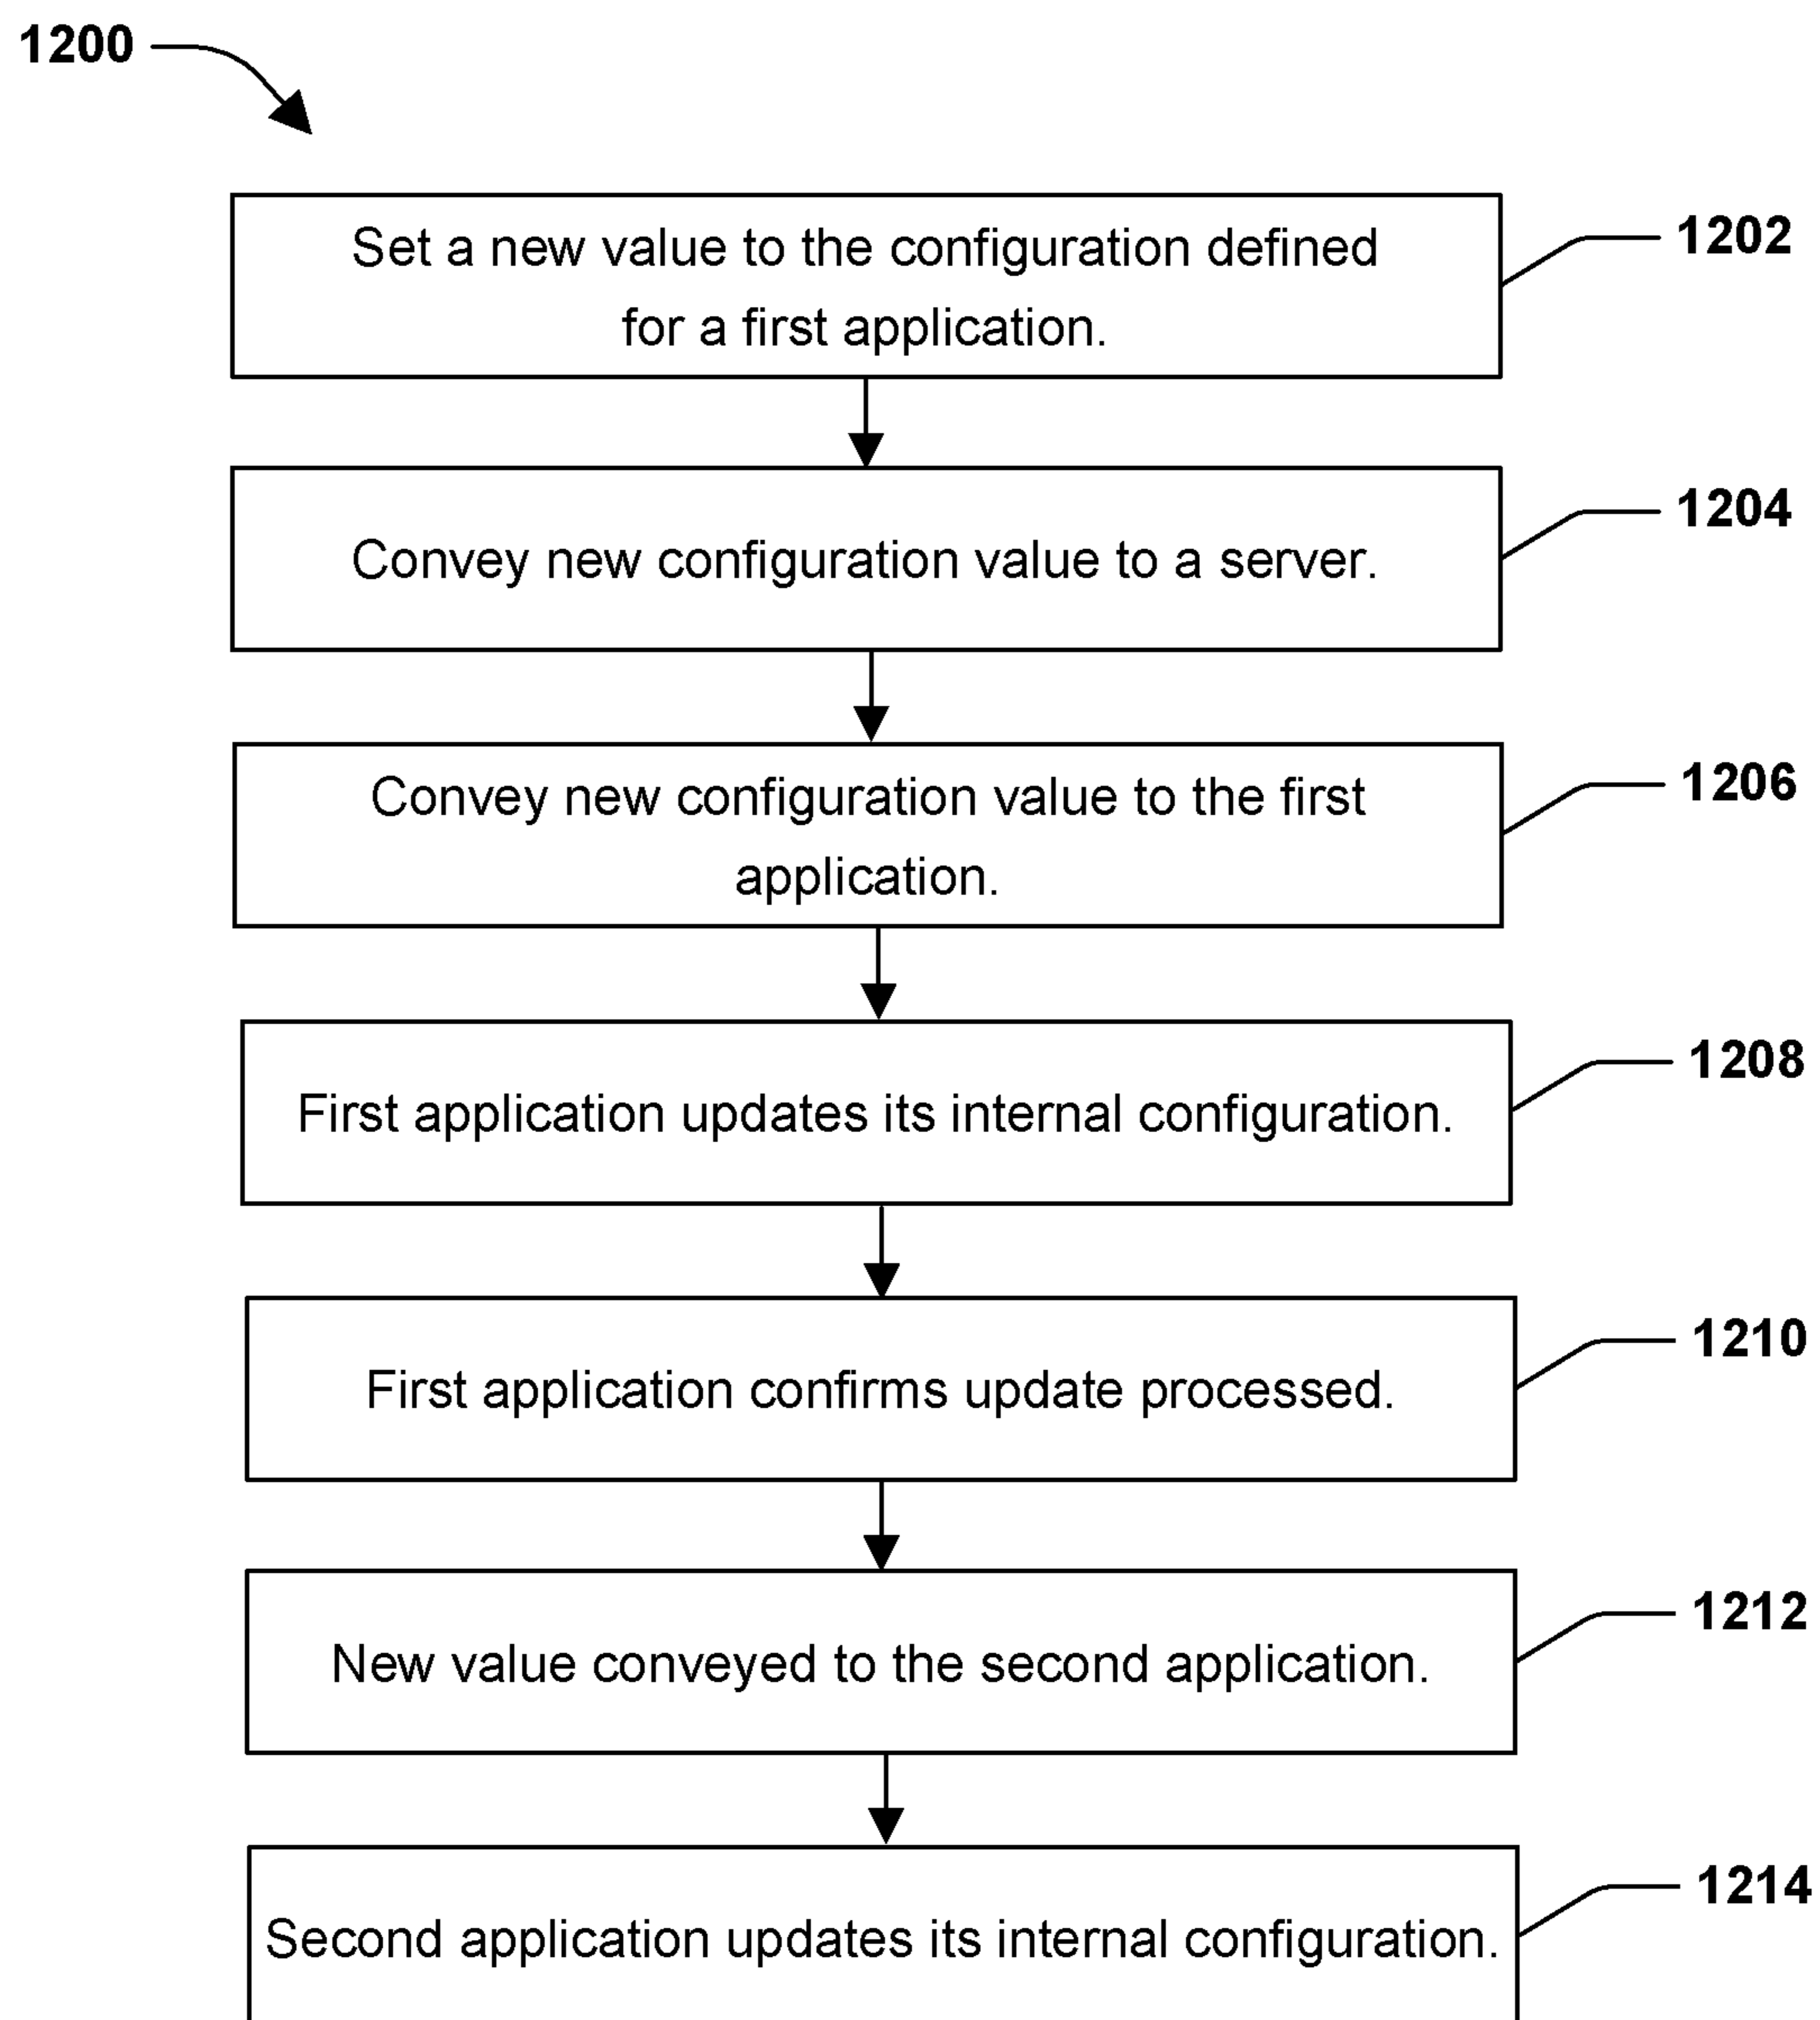 1200
Set a new value to the configuration defined
for a first application.
1202
Convey new configuration value to a server.
1204
Convey new configuration value to the first
application.
1206
First application updates its internal configuration.
1208
First application confirms update processed.
1210
New value conveyed to the second application.
1212
Second application updates its internal configuration.
1214